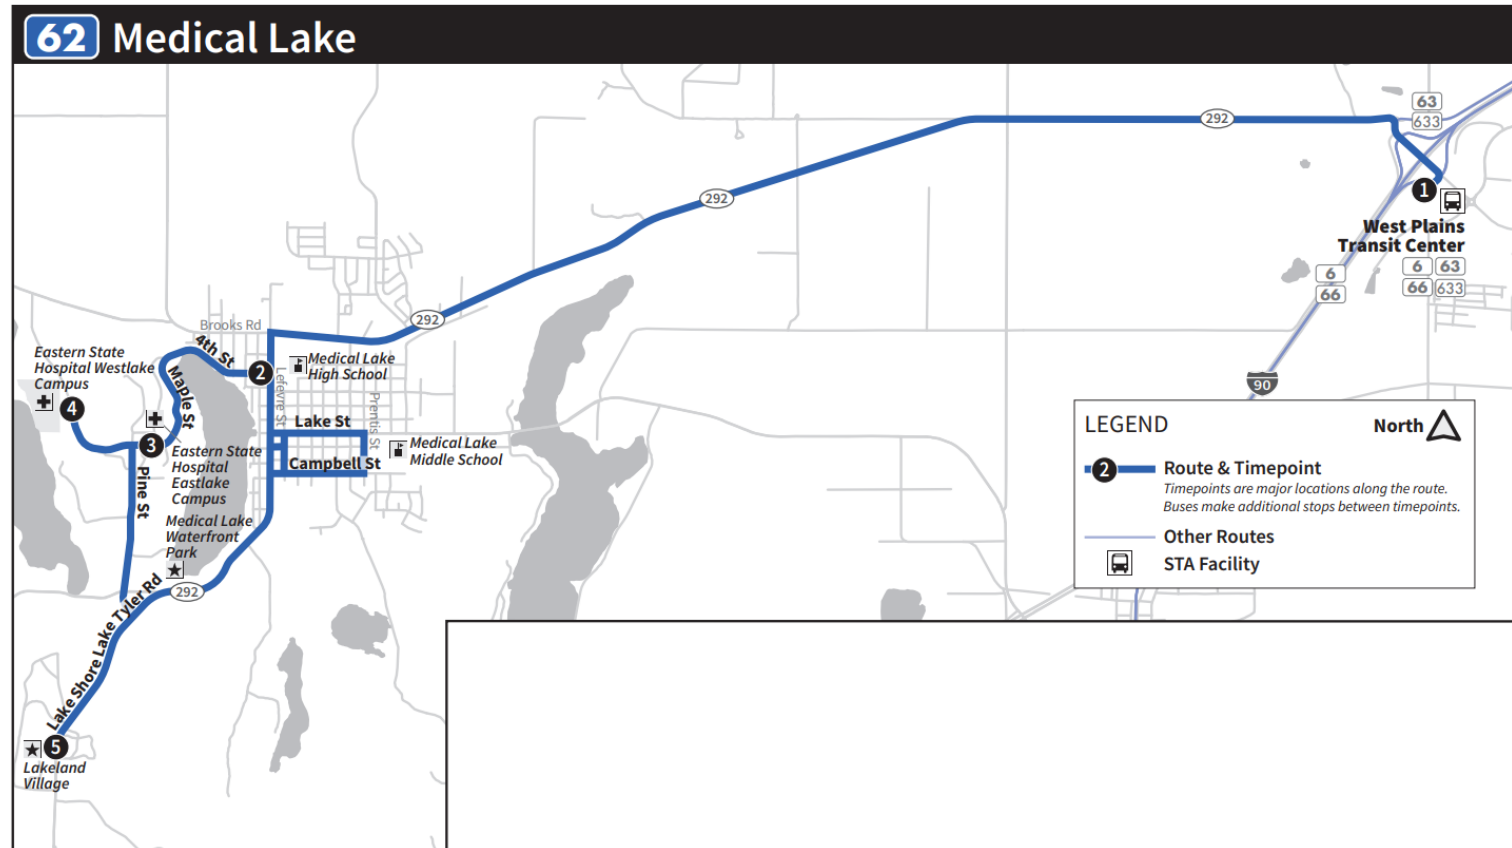 62 Medical Lake
63
633
292
292
1
West Plains
Transit Center
6 63
66 633
6
66
292
Brooks Rd
4th St
2
Medical Lake
High School
Eastern State
Hospital Westlake
Campus
Maple St
Lefevre St
Prentis St
4
Lake St
3
Medical Lake
Middle School
Campbell St
Eastern State
Hospital
Eastlake
Campus
Pine St
Medical Lake
Waterfront
Park
292
Lake Shore Lake Tyler Rd
5
Lakeland
Village
90
LEGEND
North
2 Route & Timepoint
Timepoints are major locations along the route.
Buses make additional stops between timepoints.
Other Routes
STA Facility